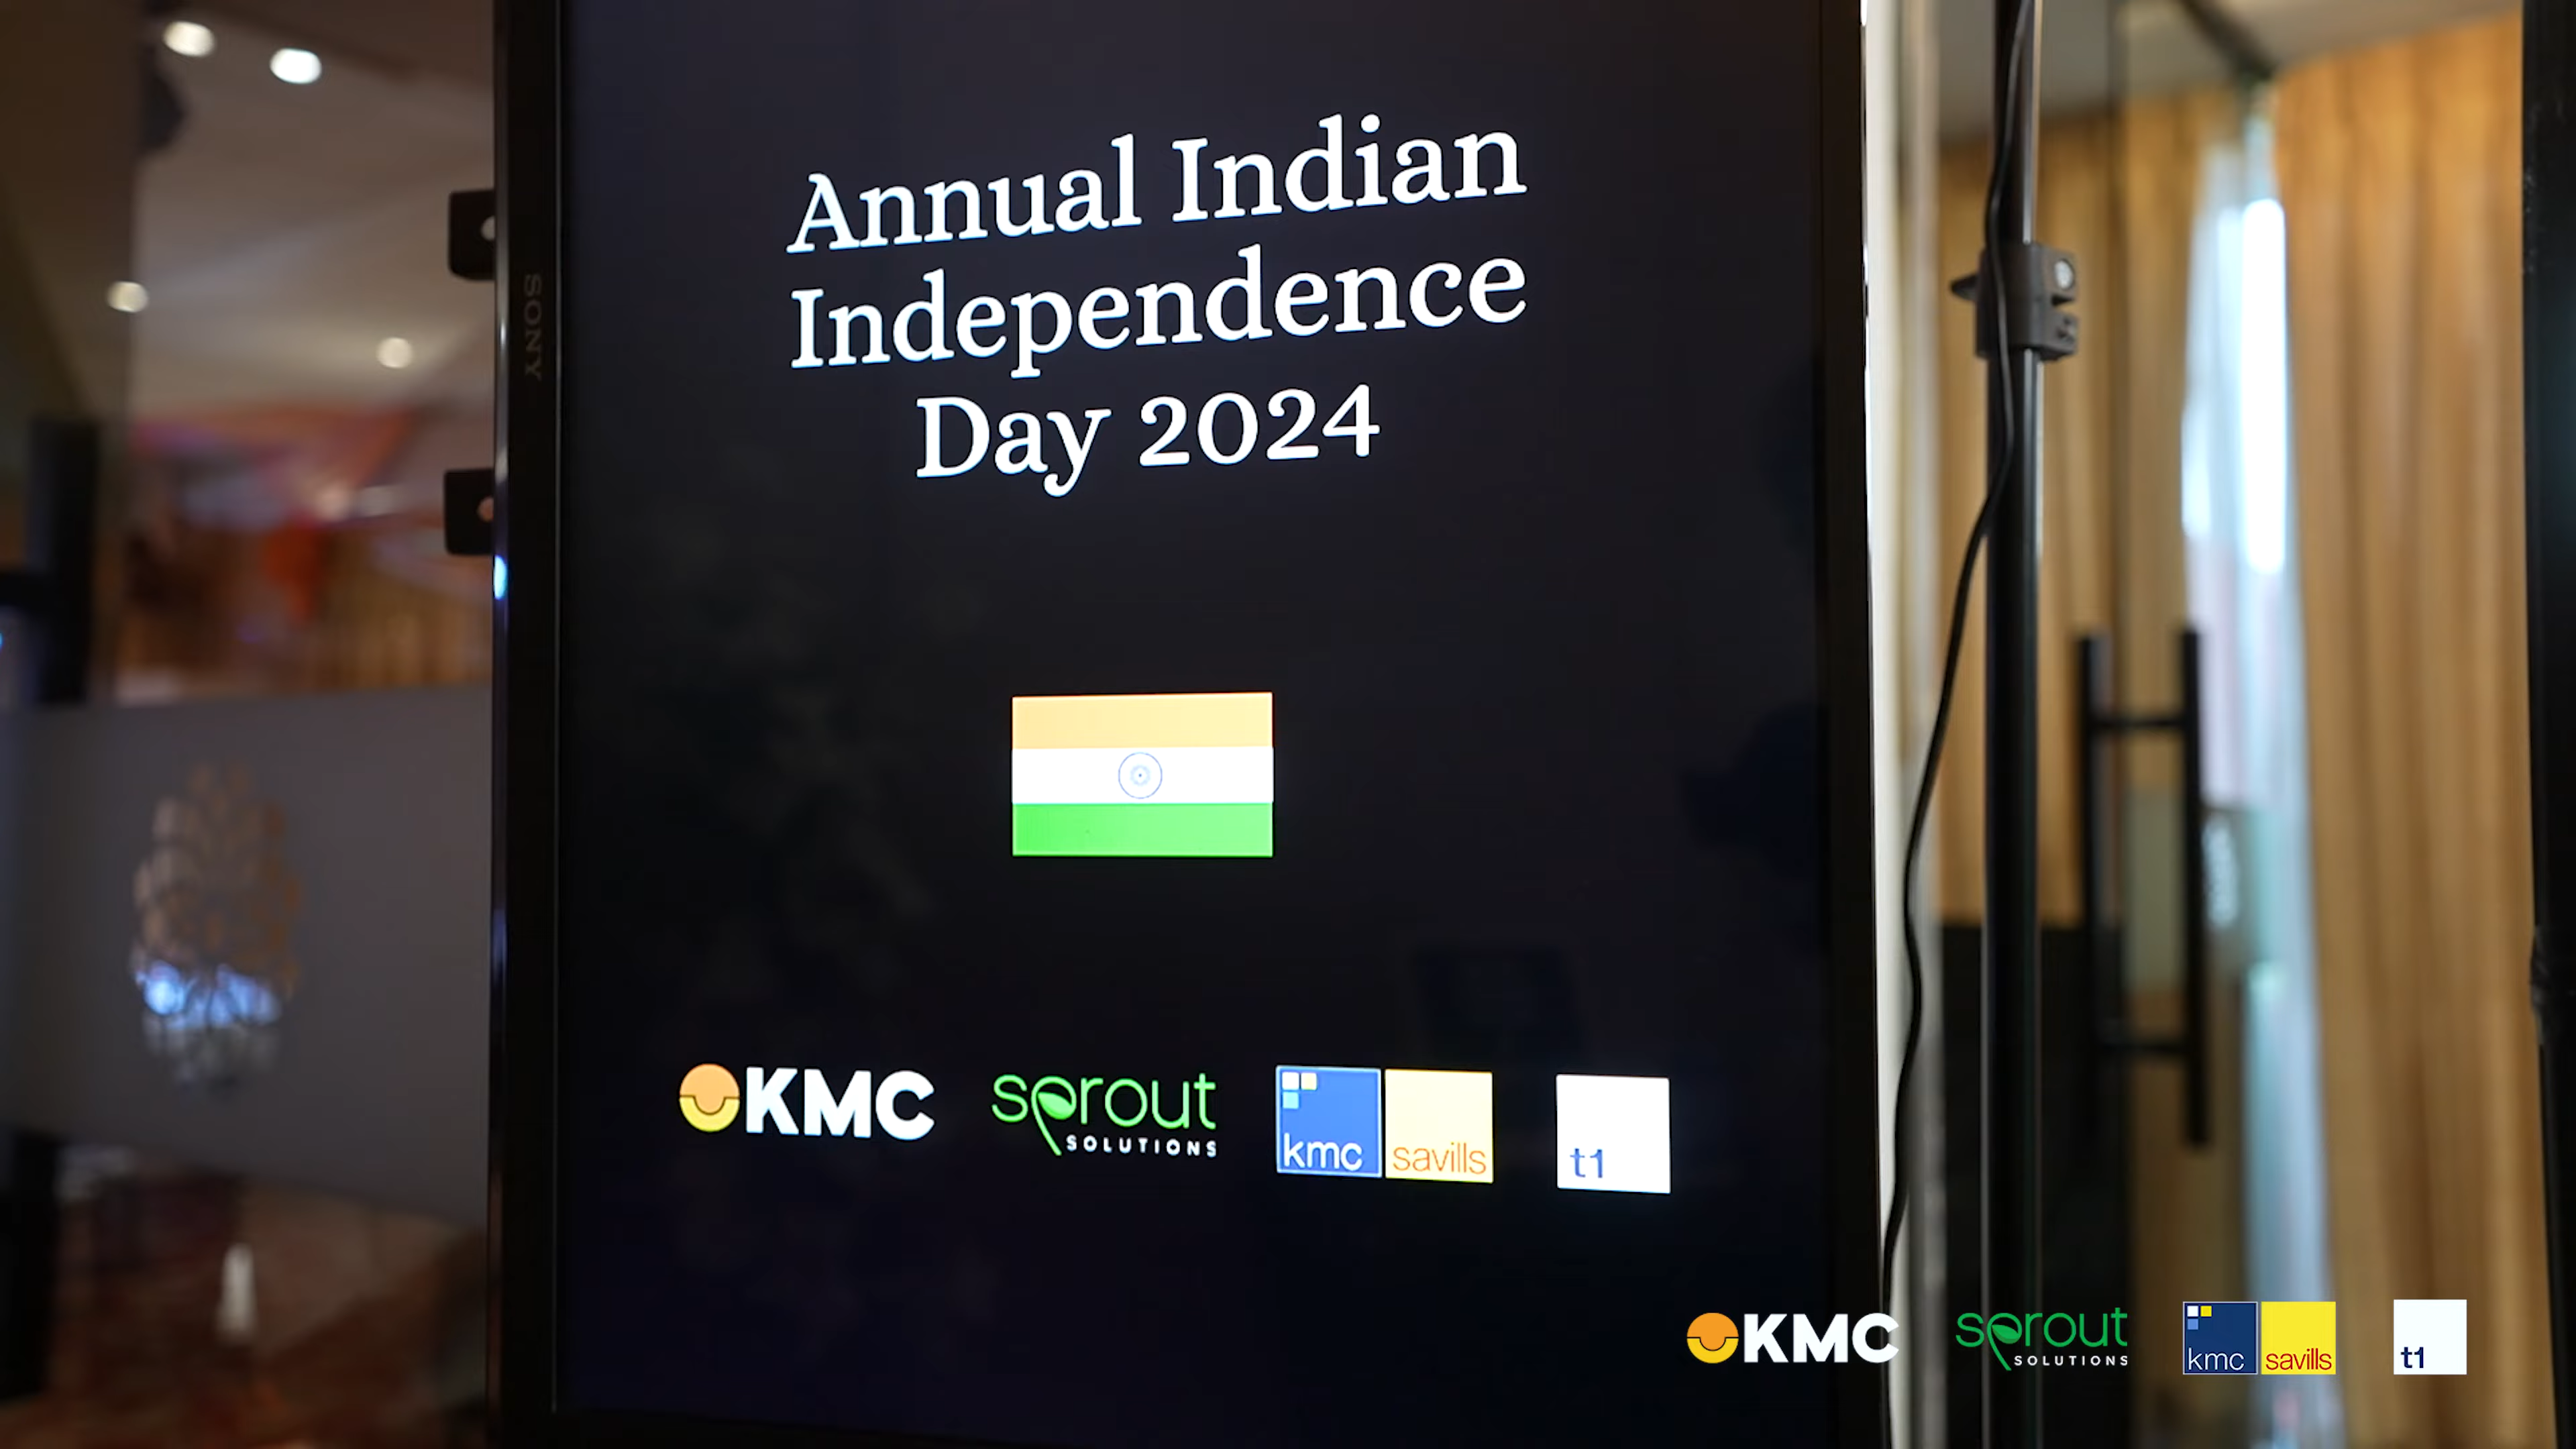 SONY
Annual Indian
Independence
Day 2024
KMC
sprout
SOLUTIONS
kmc
savills
t1
KMC
sprout
SOLUTIONS
kmc
savills
t1